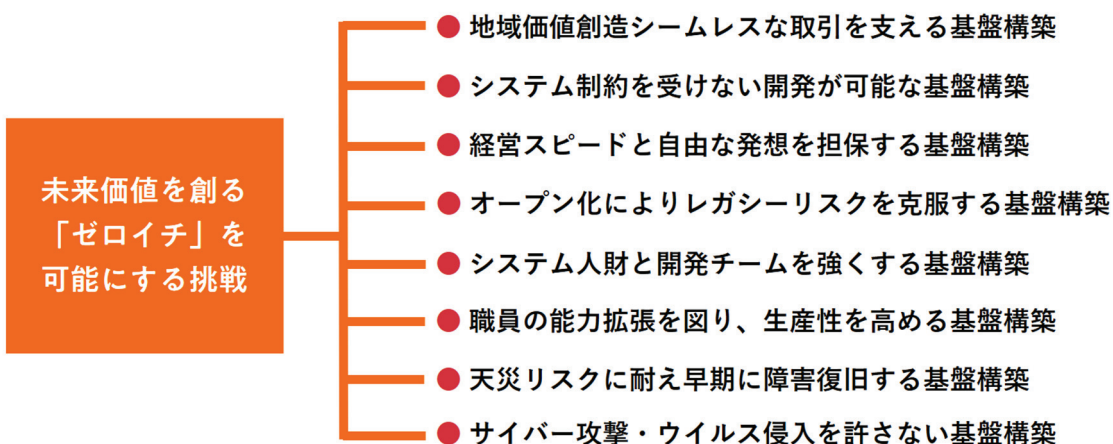 未来価値を創る
「ゼロイチ」を
可能にする挑戦
地域価値創造シームレスな取引を支える基盤構築
システム制約を受けない開発が可能な基盤構築
経営スピードと自由な発想を担保する基盤構築
オープン化によりレガシーリスクを克服する基盤構築
システム人財と開発チームを強くする基盤構築
職員の能力拡張を図り、生産性を高める基盤構築
天災リスクに耐え早期に障害復旧する基盤構築
サイバー攻撃・ウイルス侵入を許さない基盤構築